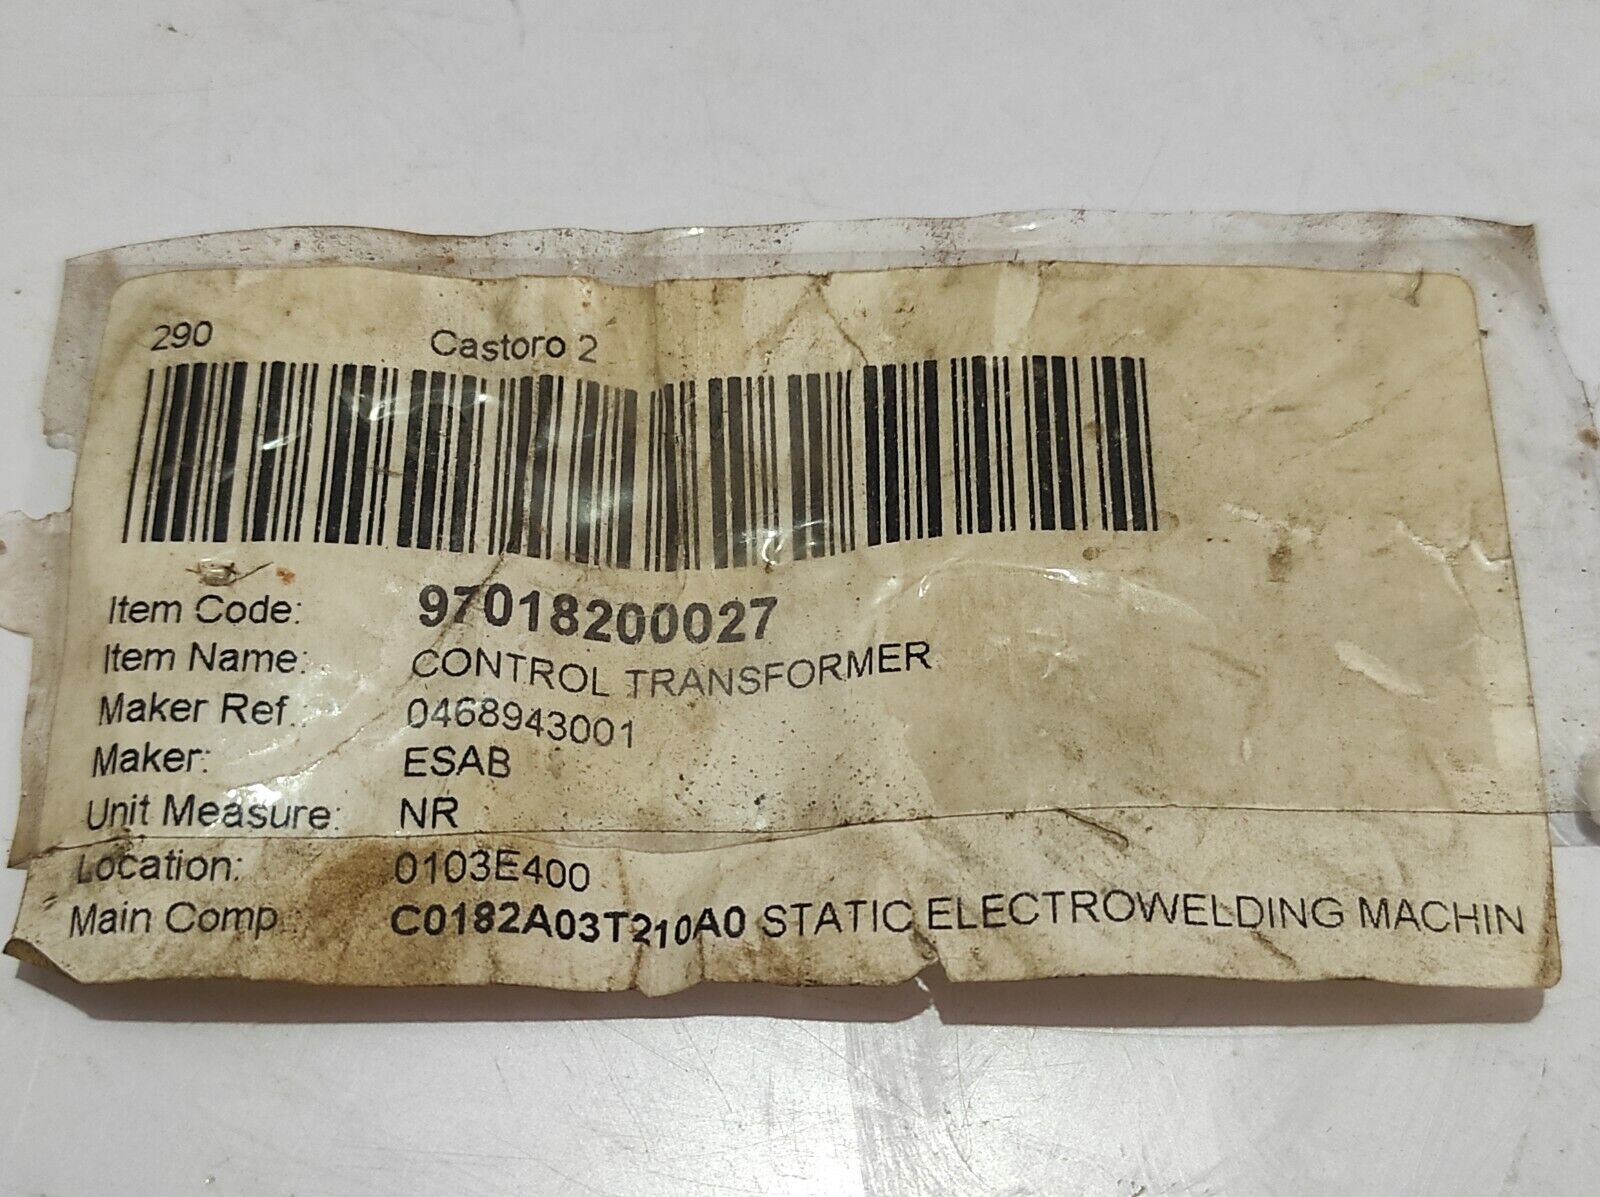 290 Castoro 2
Item Code: 97018200027
Item Name: CONTROL TRANSFORMER
Maker Ref.: 0468943001
Maker: ESAB
Unit Measure: NR
Location: 0103E400
Main Comp.: C0182A03T210A0 STATIC ELECTROWELDING MACHIN